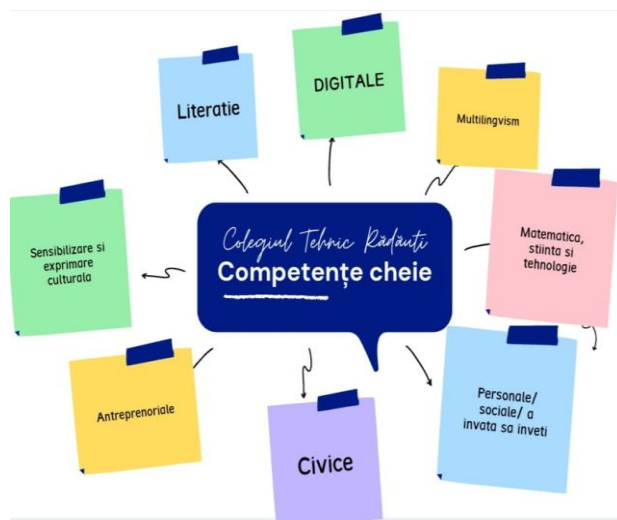 Literatie
DIGITALE
Multilingvism
Sensibilizare si
exprimare
culturala
Colegiul Tehnic Rădăuti
Competențe cheie
Matematica,
stiinta si
tehnologie
Antreprenoriale
Civice
Personale/
sociale/ a
invata sa inveti